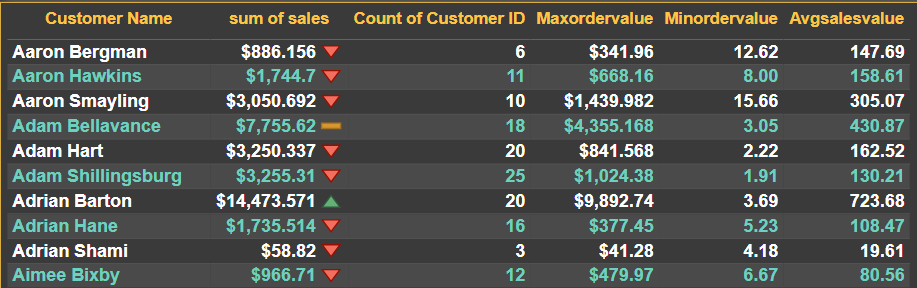 Customer Name sum of sales Count of Customer ID Maxordervalue Minordervalue Avgsalesvalue
Aaron Bergman $886.156 6 $341.96 12.62 147.69
Aaron Hawkins $1,744.7 11 $668.16 8.00 158.61
Aaron Smayling $3,050.692 10 $1,439.982 15.66 305.07
Adam Bellavance $7,755.62 18 $4,355.168 3.05 430.87
Adam Hart $3,250.337 20 $841.568 2.22 162.52
Adam Shillingsburg $3,255.31 25 $1,024.38 1.91 130.21
Adrian Barton $14,473.571 20 $9,892.74 3.69 723.68
Adrian Hane $1,735.514 16 $377.45 5.23 108.47
Adrian Shami $58.82 3 $41.28 4.18 19.61
Aimee Bixby $966.71 12 $479.97 6.67 80.56